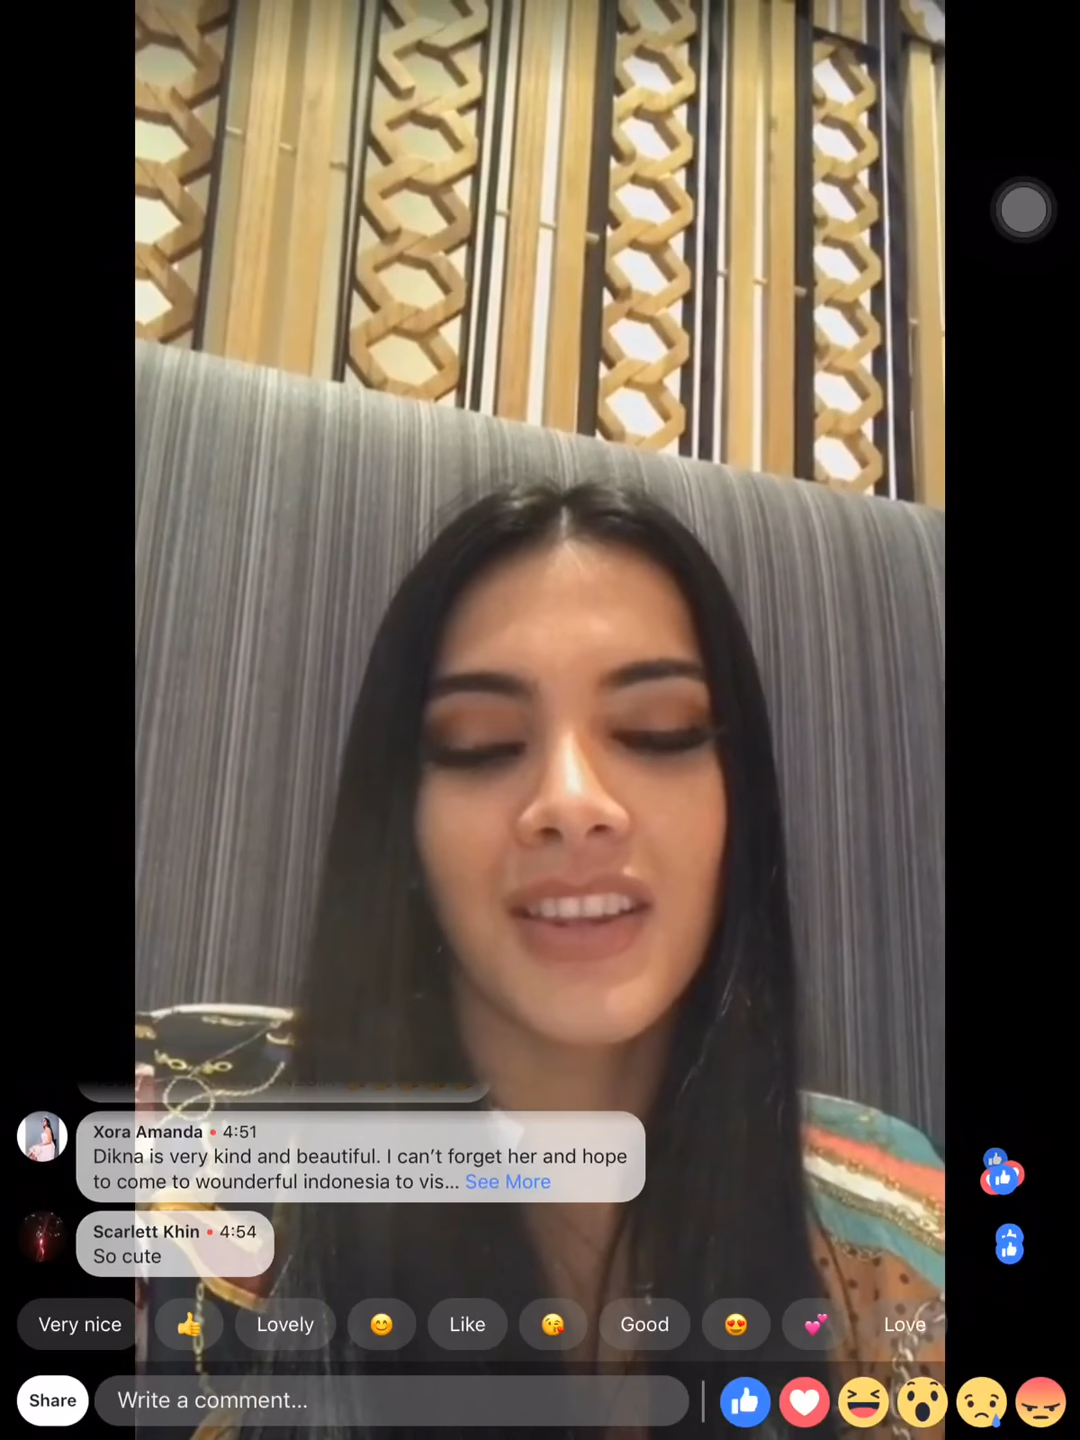 Xora Amanda • 4:51
Dikna is very kind and beautiful. I can't forget her and hope
to come to wounderful indonesia to vis... See More
Scarlett Khin • 4:54
So cute
Very nice 👍 Lovely 😊 Like 😘 Good 😍 💕 Love
Share Write a comment...